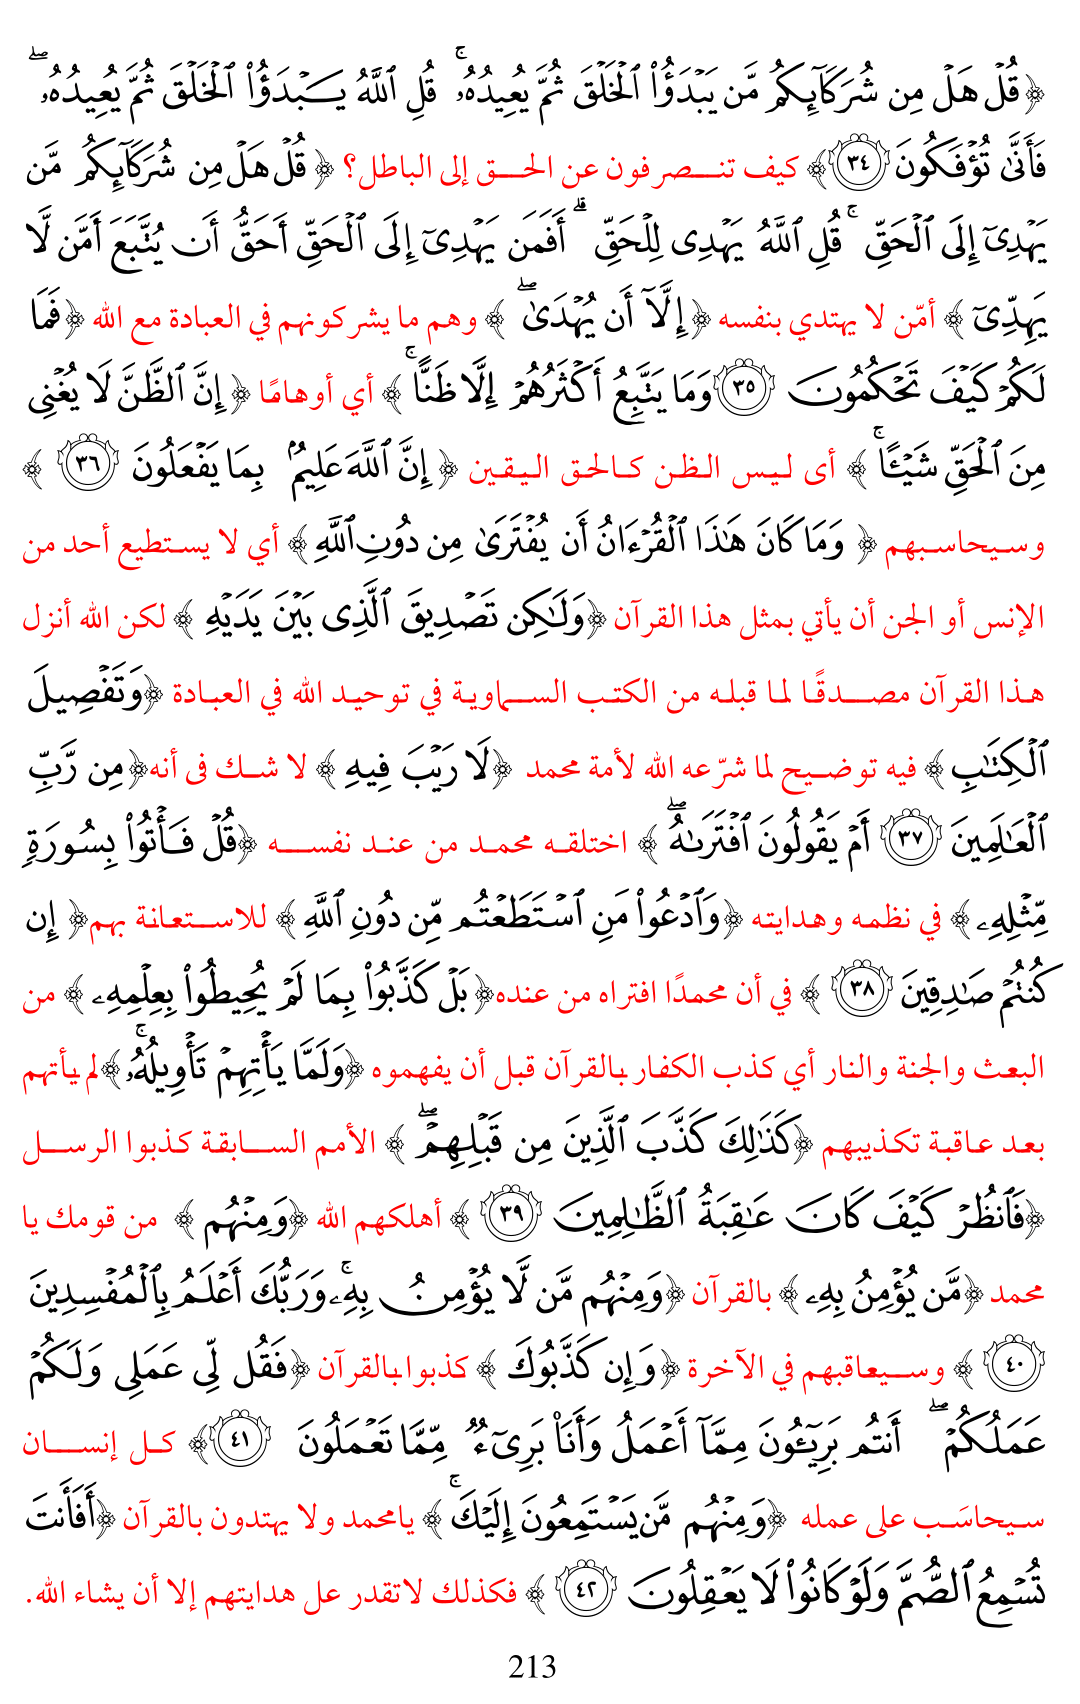 ﴿قُلْ هَلْ مِن شُرَكَآئِكُم مَّن يَبْدَؤُا۟ ٱلْخَلْقَ ثُمَّ يُعِيدُهُۥ ۚ قُلِ ٱللَّهُ يَبْدَؤُا۟ ٱلْخَلْقَ ثُمَّ يُعِيدُهُۥ ۖ
فَأَنَّىٰ تُؤْفَكُونَ ٣٤﴾ كيف تنصرفون عن الحق إلى الباطل؟ ﴿قُلْ هَلْ مِن شُرَكَآئِكُم مَّن
يَهْدِىٓ إِلَى ٱلْحَقِّ ۚ قُلِ ٱللَّهُ يَهْدِى لِلْحَقِّ ۗ أَفَمَن يَهْدِىٓ إِلَى ٱلْحَقِّ أَحَقُّ أَن يُتَّبَعَ أَمَّن لَّا
يَهِدِّىٓ ﴾ أمّن لا يهتدي بنفسه ﴿إِلَّآ أَن يُهْدَىٰ ۖ﴾ وهم ما يشركونهم في العبادة مع الله ﴿فَمَا
لَكُمْ كَيْفَ تَحْكُمُونَ ٣٥ وَمَا يَتَّبِعُ أَكْثَرُهُمْ إِلَّا ظَنًّا ۚ﴾ أي أوهامًا ﴿إِنَّ ٱلظَّنَّ لَا يُغْنِى
مِنَ ٱلْحَقِّ شَيْـًٔا ۚ﴾ أى ليس الظن كالحق اليقين ﴿إِنَّ ٱللَّهَ عَلِيمٌۢ بِمَا يَفْعَلُونَ ٣٦ ﴾
وسيحاسبهم ﴿ وَمَا كَانَ هَٰذَا ٱلْقُرْءَانُ أَن يُفْتَرَىٰ مِن دُونِ ٱللَّهِ﴾ أي لا يستطيع أحد من
الإنس أو الجن أن يأتي بمثل هذا القرآن ﴿وَلَٰكِن تَصْدِيقَ ٱلَّذِى بَيْنَ يَدَيْهِ ﴾ لكن الله أنزل
هذا القرآن مصدقًا لما قبله من الكتب السماوية في توحيد الله في العبادة ﴿وَتَفْصِيلَ
ٱلْكِتَٰبِ ﴾ فيه توضيح لما شرّعه الله لأمة محمد ﴿لَا رَيْبَ فِيهِ ﴾ لا شك فى أنه﴿مِن رَّبِّ
ٱلْعَٰلَمِينَ ٣٧ أَمْ يَقُولُونَ ٱفْتَرَىٰهُ ۖ﴾ اختلقه محمد من عند نفسه ﴿قُلْ فَأْتُوا۟ بِسُورَةٍ
مِّثْلِهِۦ ﴾ في نظمه وهدايته ﴿وَٱدْعُوا۟ مَنِ ٱسْتَطَعْتُم مِّن دُونِ ٱللَّهِ ﴾ للاستعانة بهم﴿ إِن
كُنتُمْ صَٰدِقِينَ ٣٨ ﴾ في أن محمدًا افتراه من عنده﴿بَلْ كَذَّبُوا۟ بِمَا لَمْ يُحِيطُوا۟ بِعِلْمِهِۦ ﴾ من
البعث والجنة والنار أي كذب الكفار بالقرآن قبل أن يفهموه ﴿وَلَمَّا يَأْتِهِمْ تَأْوِيلُهُۥ ۚ﴾لم يأتهم
بعد عاقبة تكذيبهم ﴿كَذَٰلِكَ كَذَّبَ ٱلَّذِينَ مِن قَبْلِهِمْ ۖ ﴾ الأمم السابقة كذبوا الرسل
﴿فَٱنظُرْ كَيْفَ كَانَ عَٰقِبَةُ ٱلظَّٰلِمِينَ ٣٩ ﴾ أهلكهم الله ﴿وَمِنْهُم ﴾ من قومك يا
محمد ﴿مَّن يُؤْمِنُ بِهِۦ ﴾ بالقرآن ﴿وَمِنْهُم مَّن لَّا يُؤْمِنُ بِهِۦ ۚ وَرَبُّكَ أَعْلَمُ بِٱلْمُفْسِدِينَ
٤٠ ﴾ وسيعاقبهم في الآخرة ﴿وَإِن كَذَّبُوكَ ﴾ كذبوا بالقرآن ﴿فَقُل لِّى عَمَلِى وَلَكُمْ
عَمَلُكُمْ ۖ أَنتُم بَرِيٓـُٔونَ مِمَّآ أَعْمَلُ وَأَنَا۠ بَرِىٓءٌ مِّمَّا تَعْمَلُونَ ٤١﴾ كل إنسان
سيحاسَب على عمله ﴿وَمِنْهُم مَّن يَسْتَمِعُونَ إِلَيْكَ ۚ﴾ يامحمد ولا يهتدون بالقرآن ﴿أَفَأَنتَ
تُسْمِعُ ٱلصُّمَّ وَلَوْ كَانُوا۟ لَا يَعْقِلُونَ ٤٢ ﴾ فكذلك لاتقدر عل هدايتهم إلا أن يشاء الله.
213